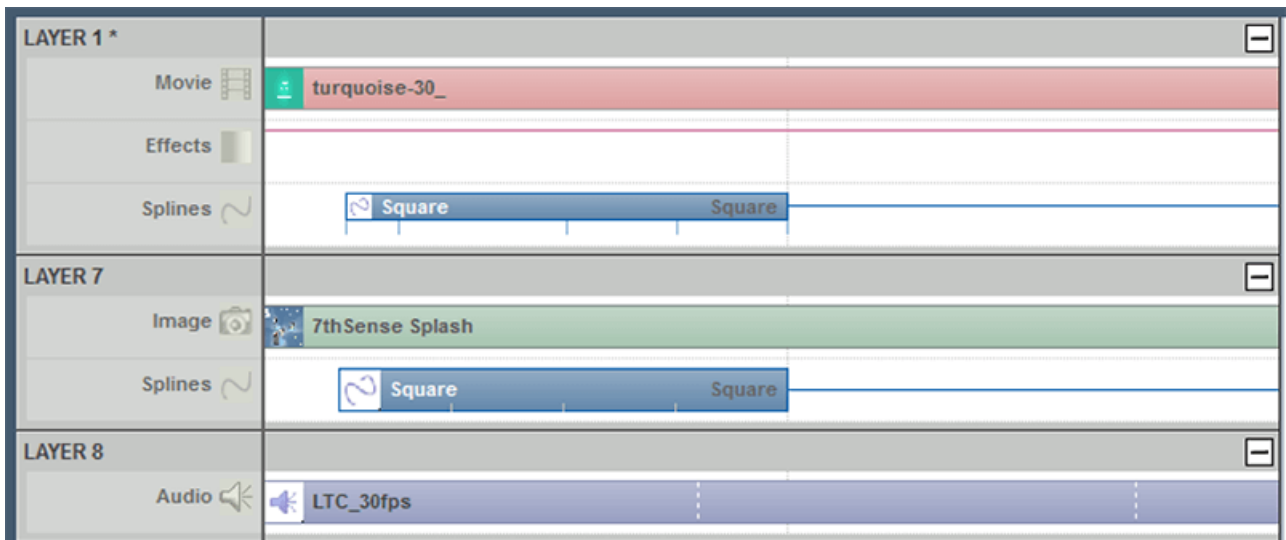 LAYER 1 *
Movie turquoise-30_
Effects
Splines Square Square
LAYER 7
Image 7thSense Splash
Splines Square Square
LAYER 8
Audio LTC_30fps